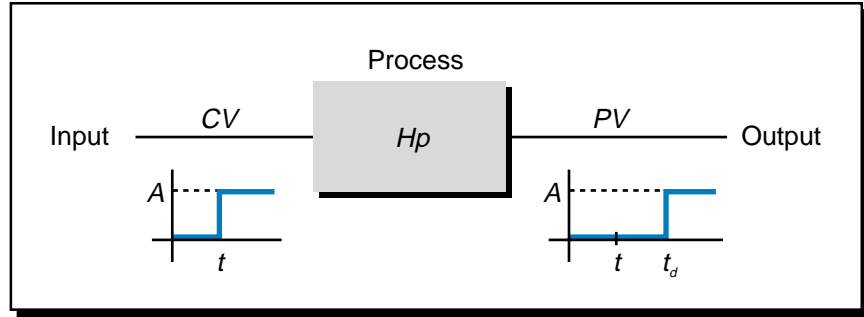 Process
Input
CV
Hp
PV
Output
A
t
A
t
t_d